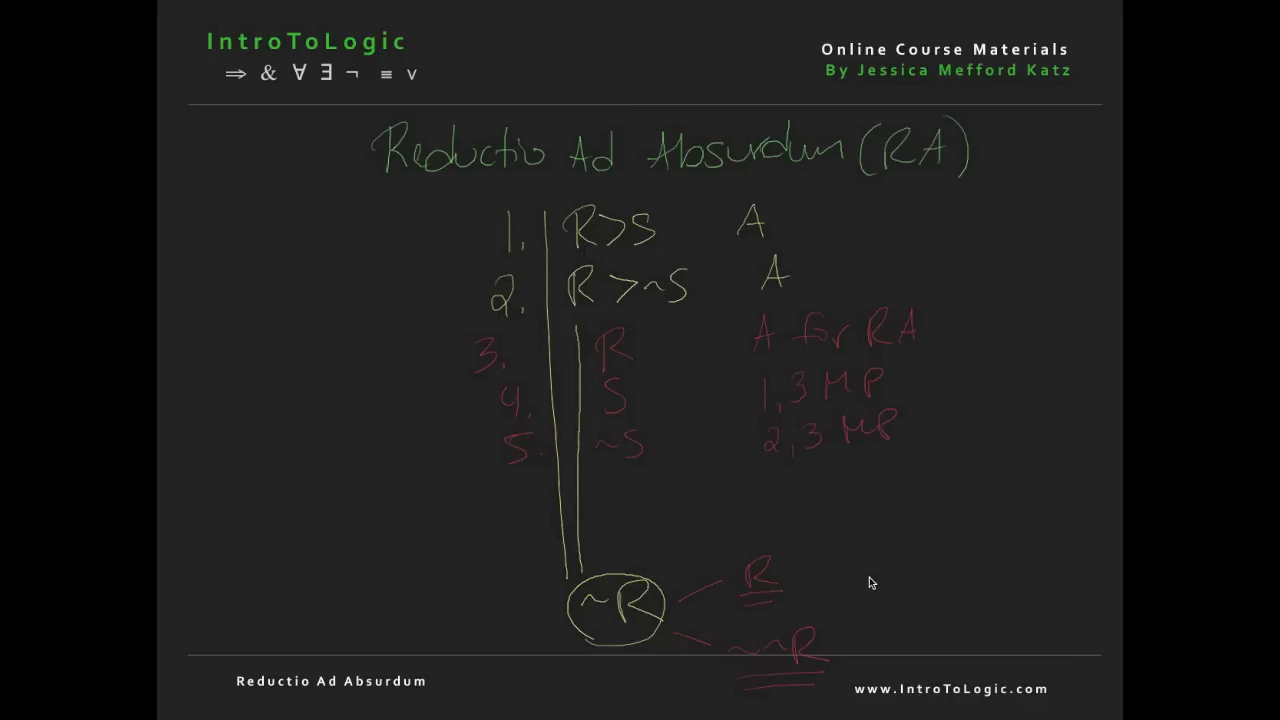 IntroToLogic
⇒ & ∀ ∃ ¬ ≡ v
Online Course Materials
By Jessica Mefford Katz
Reductio Ad Absurdum (RA)
1. R>S A
2. R>~S A
3. R A for RA
4. S 1,3 MP
5. ~S 2,3 MP
R
~R
~~R
Reductio Ad Absurdum
www.IntroToLogic.com